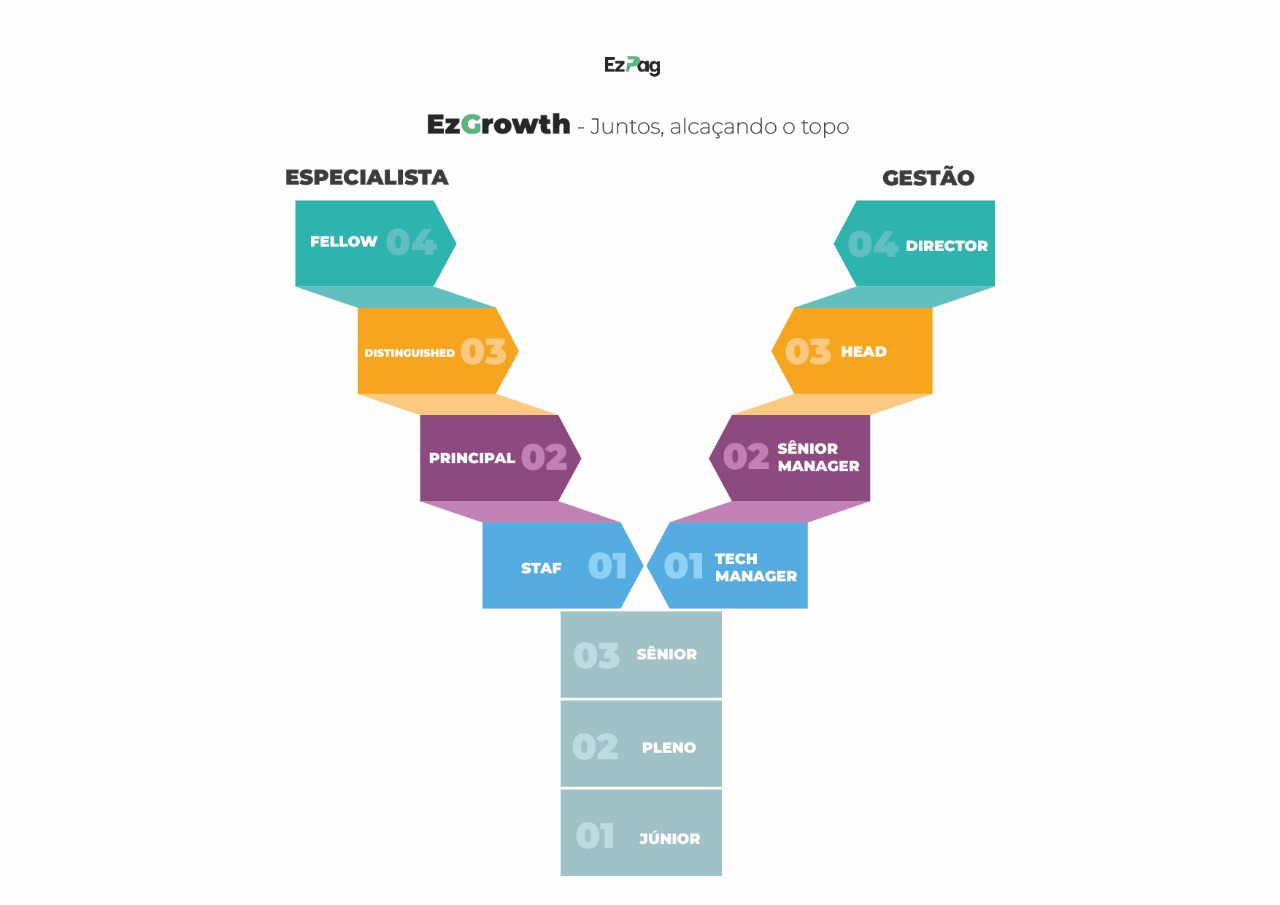 EzPag
EzGrowth - Juntos, alcaçando o topo
ESPECIALISTA
GESTÃO
FELLOW 04
04 DIRECTOR
DISTINGUISHED 03
03 HEAD
PRINCIPAL 02
02 SÊNIOR
MANAGER
STAF 01
01 TECH
MANAGER
03 SÊNIOR
02 PLENO
01 JÚNIOR